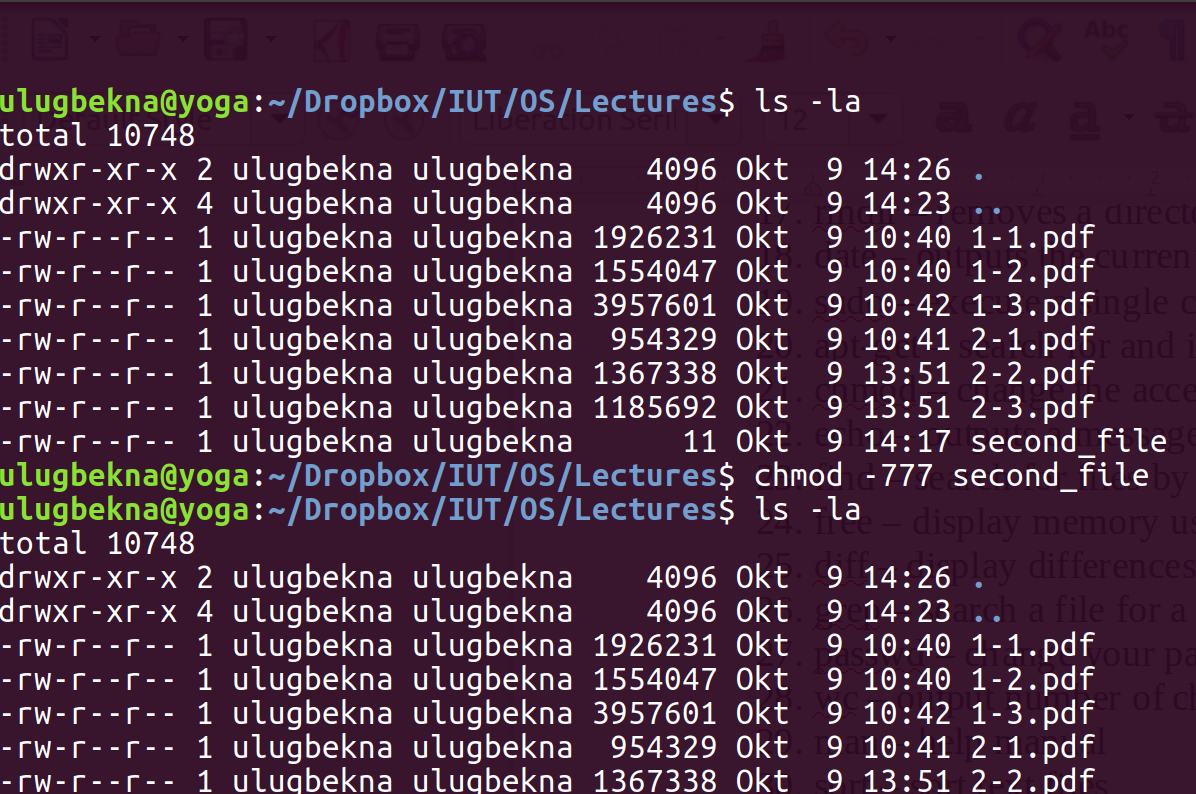 Abc
Liberation Seri
12
ulugbekna@yoga:~/Dropbox/IUT/OS/Lectures$ ls -la
total 10748
drwxr-xr-x 2 ulugbekna ulugbekna    4096 Okt  9 14:26 .
drwxr-xr-x 4 ulugbekna ulugbekna    4096 Okt  9 14:23 ..
-rw-r--r-- 1 ulugbekna ulugbekna 1926231 Okt  9 10:40 1-1.pdf
-rw-r--r-- 1 ulugbekna ulugbekna 1554047 Okt  9 10:40 1-2.pdf
-rw-r--r-- 1 ulugbekna ulugbekna 3957601 Okt  9 10:42 1-3.pdf
-rw-r--r-- 1 ulugbekna ulugbekna  954329 Okt  9 10:41 2-1.pdf
-rw-r--r-- 1 ulugbekna ulugbekna 1367338 Okt  9 13:51 2-2.pdf
-rw-r--r-- 1 ulugbekna ulugbekna 1185692 Okt  9 13:51 2-3.pdf
-rw-r--r-- 1 ulugbekna ulugbekna      11 Okt  9 14:17 second_file
ulugbekna@yoga:~/Dropbox/IUT/OS/Lectures$ chmod -777 second_file
ulugbekna@yoga:~/Dropbox/IUT/OS/Lectures$ ls -la
total 10748
drwxr-xr-x 2 ulugbekna ulugbekna    4096 Okt  9 14:26 .
drwxr-xr-x 4 ulugbekna ulugbekna    4096 Okt  9 14:23 ..
-rw-r--r-- 1 ulugbekna ulugbekna 1926231 Okt  9 10:40 1-1.pdf
-rw-r--r-- 1 ulugbekna ulugbekna 1554047 Okt  9 10:40 1-2.pdf
-rw-r--r-- 1 ulugbekna ulugbekna 3957601 Okt  9 10:42 1-3.pdf
-rw-r--r-- 1 ulugbekna ulugbekna  954329 Okt  9 10:41 2-1.pdf
-rw-r--r-- 1 ulugbekna ulugbekna 1367338 Okt  9 13:51 2-2.pdf